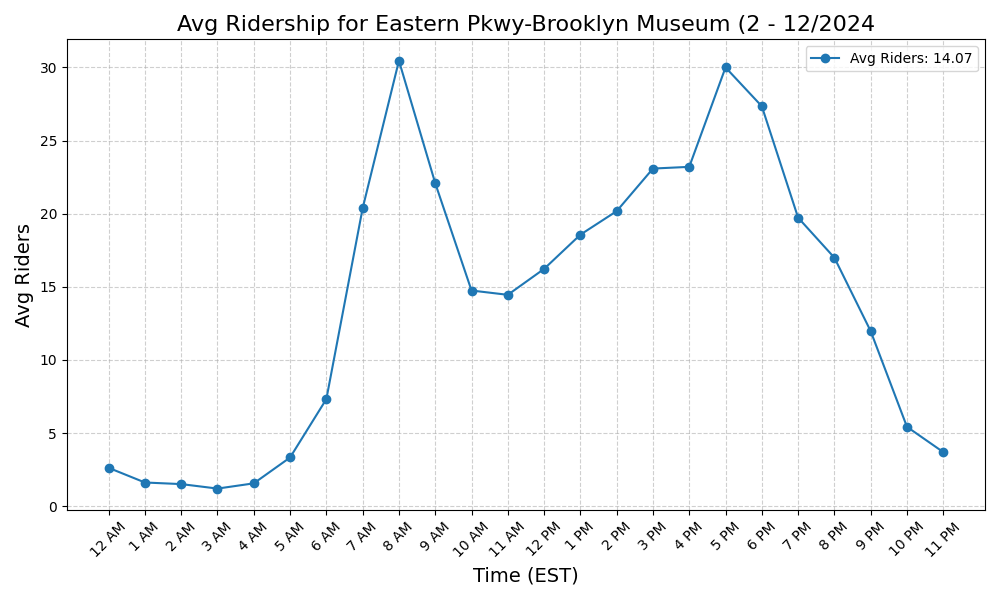 Avg Ridership for Eastern Pkwy-Brooklyn Museum (2 - 12/2024
Avg Riders: 14.07
Avg Riders
30
25
20
15
10
5
0
12 AM
1 AM
2 AM
3 AM
4 AM
5 AM
6 AM
7 AM
8 AM
9 AM
10 AM
11 AM
12 PM
1 PM
2 PM
3 PM
4 PM
5 PM
6 PM
7 PM
8 PM
9 PM
10 PM
11 PM
Time (EST)